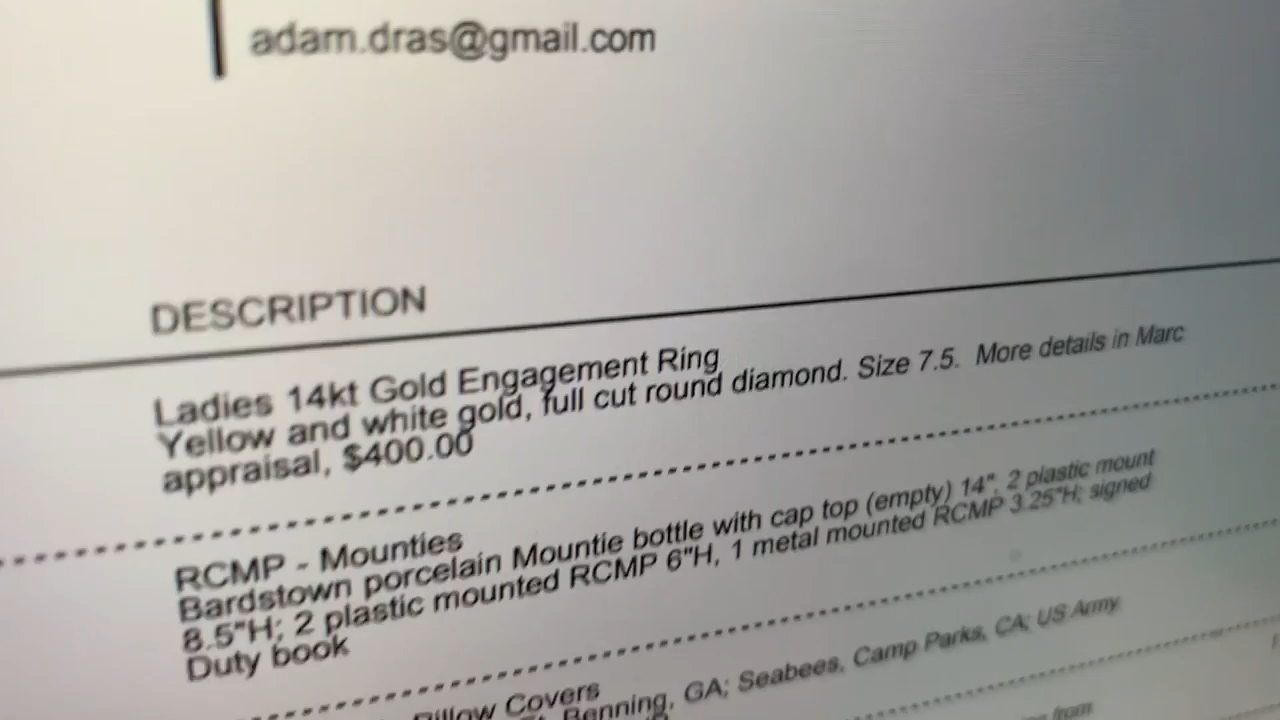 adam.dras@gmail.com
DESCRIPTION
Ladies 14kt Gold Engagement Ring
Yellow and white gold, full cut round diamond. Size 7.5. More details in Marc
appraisal, $400.00
RCMP - Mounties
Bardstown porcelain Mountie bottle with cap top (empty) 14", 2 plastic mount
8.5"H; 2 plastic mounted RCMP 6"H, 1 metal mounted RCMP 3.25"H; signed
Duty book
Pillow Covers
Ft. Benning, GA; Seabees, Camp Parks, CA; US Army
from